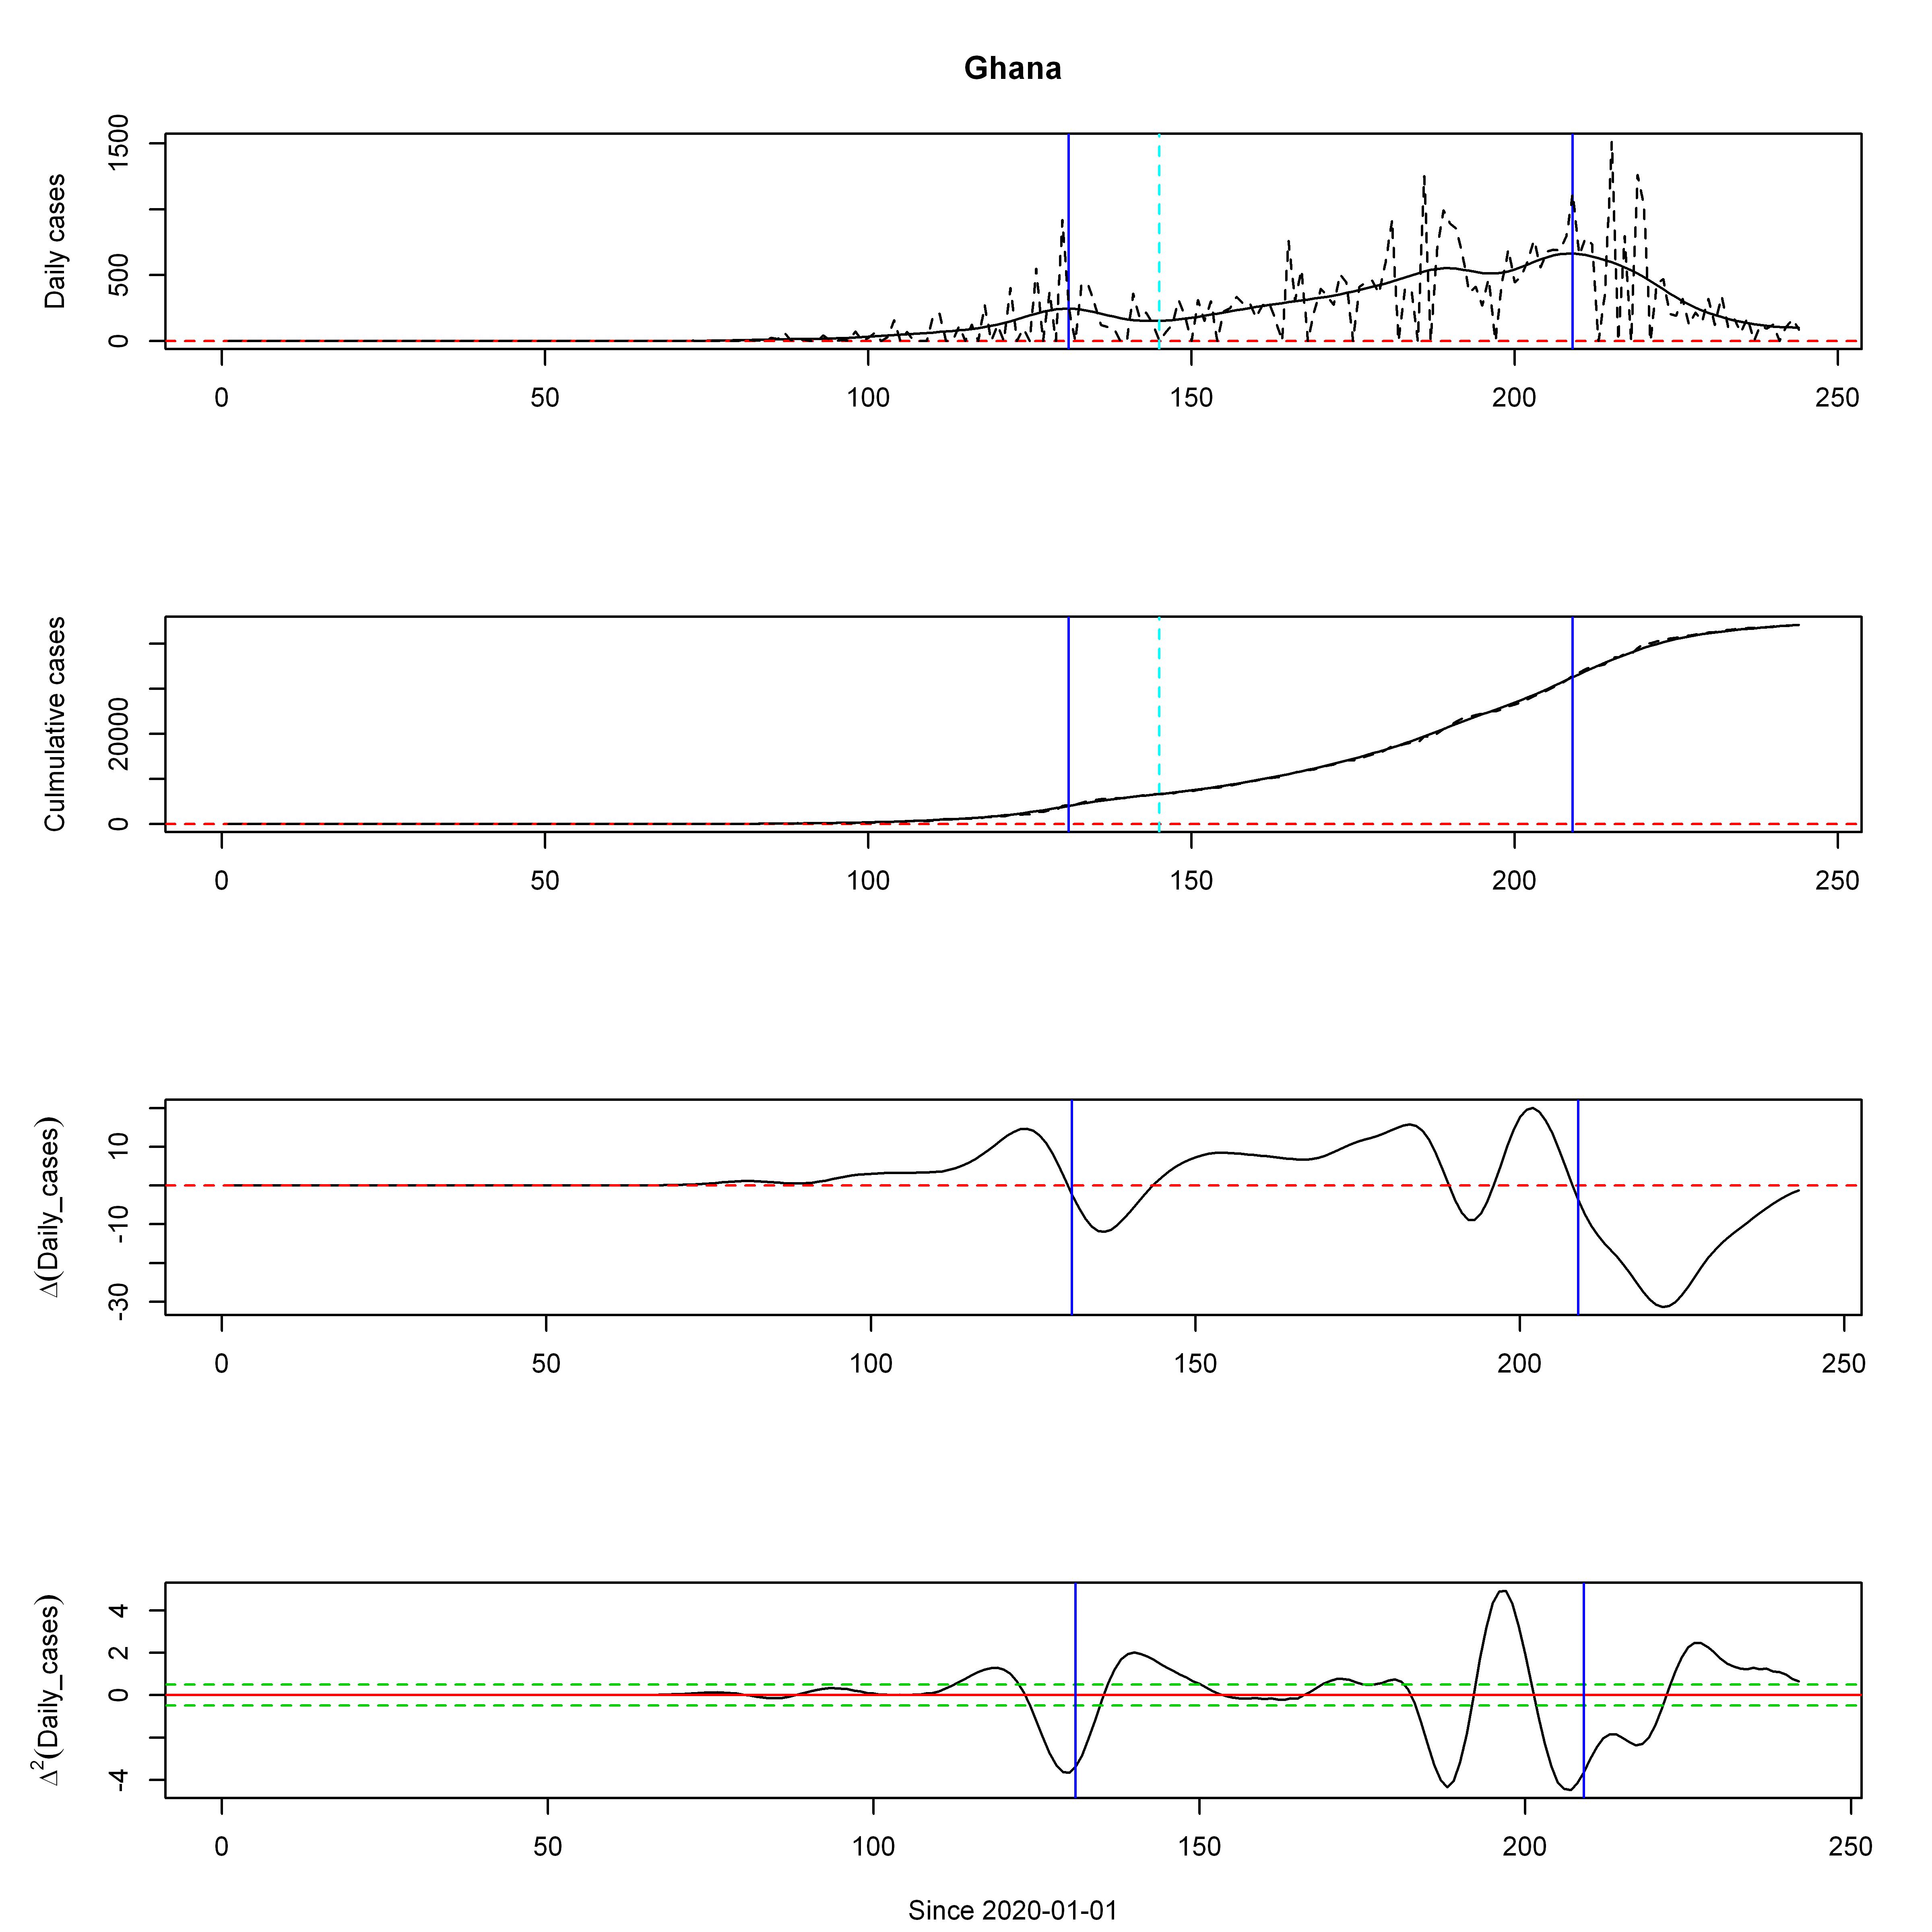 Ghana
Daily cases
0
500
1500
0 50 100 150 200 250
Culmulative cases
0
20000
0 50 100 150 200 250
Δ(Daily_cases)
-30
-10
10
0 50 100 150 200 250
Δ²(Daily_cases)
-4
0
2
4
0 50 100 150 200 250
Since 2020-01-01